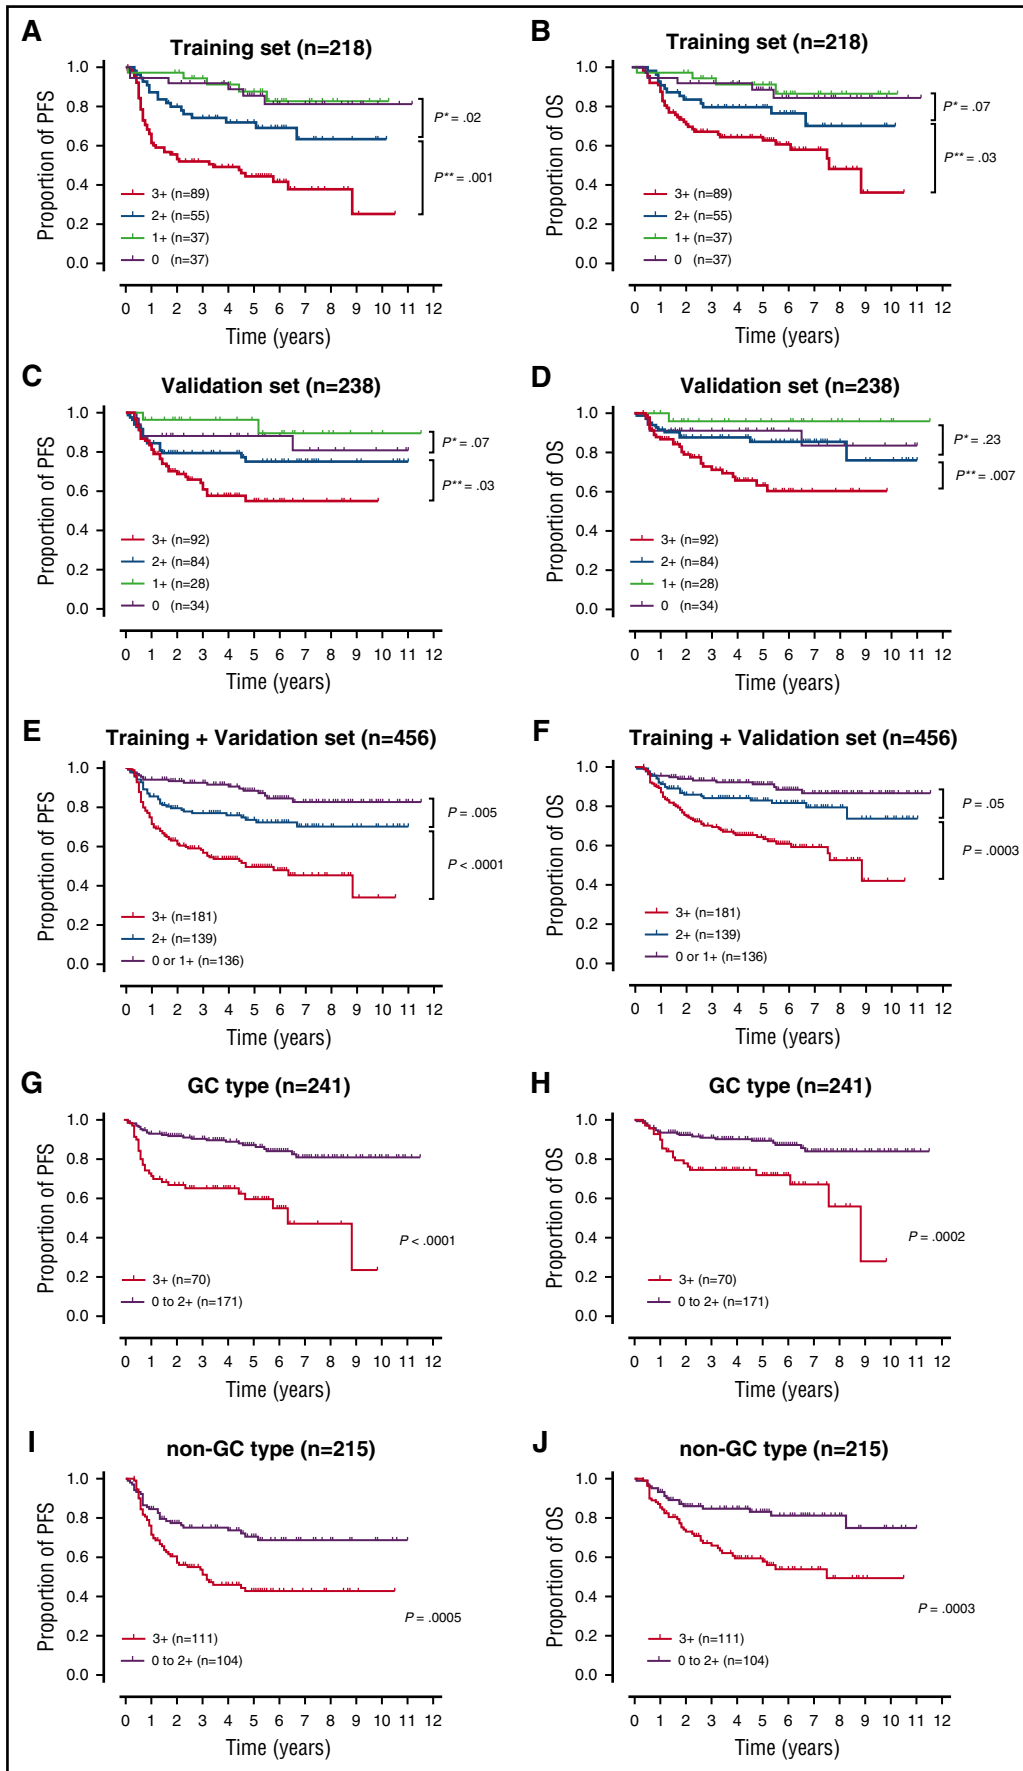 A
Training set (n=218)
Proportion of PFS
1.0
0.8
0.6
0.4
0.2
0.0
P* = .02
P** = .001
3+ (n=89)
2+ (n=55)
1+ (n=37)
0 (n=37)
0 1 2 3 4 5 6 7 8 9 10 11 12
Time (years)
B
Training set (n=218)
Proportion of OS
1.0
0.8
0.6
0.4
0.2
0.0
P* = .07
P** = .03
3+ (n=89)
2+ (n=55)
1+ (n=37)
0 (n=37)
0 1 2 3 4 5 6 7 8 9 10 11 12
Time (years)
C
Validation set (n=238)
Proportion of PFS
1.0
0.8
0.6
0.4
0.2
0.0
P* = .07
P** = .03
3+ (n=92)
2+ (n=84)
1+ (n=28)
0 (n=34)
0 1 2 3 4 5 6 7 8 9 10 11 12
Time (years)
D
Validation set (n=238)
Proportion of OS
1.0
0.8
0.6
0.4
0.2
0.0
P* = .23
P** = .007
3+ (n=92)
2+ (n=84)
1+ (n=28)
0 (n=34)
0 1 2 3 4 5 6 7 8 9 10 11 12
Time (years)
E
Training + Varidation set (n=456)
Proportion of PFS
1.0
0.8
0.6
0.4
0.2
0.0
P = .005
P < .0001
3+ (n=181)
2+ (n=139)
0 or 1+ (n=136)
0 1 2 3 4 5 6 7 8 9 10 11 12
Time (years)
F
Training + Validation set (n=456)
Proportion of OS
1.0
0.8
0.6
0.4
0.2
0.0
P = .05
P = .0003
3+ (n=181)
2+ (n=139)
0 or 1+ (n=136)
0 1 2 3 4 5 6 7 8 9 10 11 12
Time (years)
G
GC type (n=241)
Proportion of PFS
1.0
0.8
0.6
0.4
0.2
0.0
P < .0001
3+ (n=70)
0 to 2+ (n=171)
0 1 2 3 4 5 6 7 8 9 10 11 12
Time (years)
H
GC type (n=241)
Proportion of OS
1.0
0.8
0.6
0.4
0.2
0.0
P = .0002
3+ (n=70)
0 to 2+ (n=171)
0 1 2 3 4 5 6 7 8 9 10 11 12
Time (years)
I
non-GC type (n=215)
Proportion of PFS
1.0
0.8
0.6
0.4
0.2
0.0
P = .0005
3+ (n=111)
0 to 2+ (n=104)
0 1 2 3 4 5 6 7 8 9 10 11 12
Time (years)
J
non-GC type (n=215)
Proportion of OS
1.0
0.8
0.6
0.4
0.2
0.0
P = .0003
3+ (n=111)
0 to 2+ (n=104)
0 1 2 3 4 5 6 7 8 9 10 11 12
Time (years)